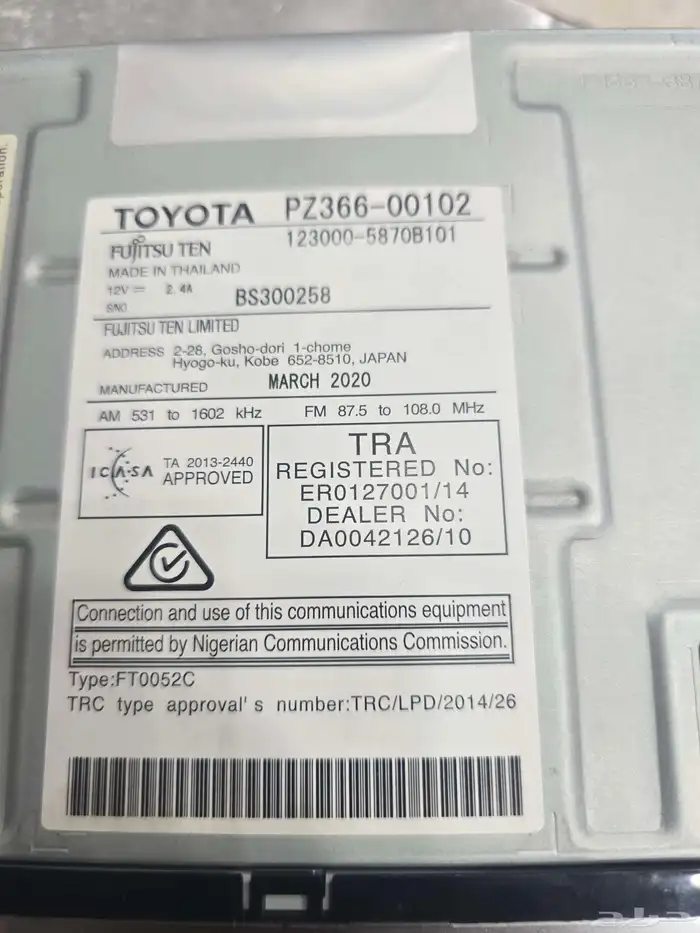 TOYOTA PZ366-00102
FUJITSU TEN 123000-5870B101
MADE IN THAILAND
12V 2.4A
SNO BS300258
FUJITSU TEN LIMITED
ADDRESS 2-28, Gosho-dori 1-chome
Hyogo-ku, Kobe 652-8510, JAPAN
MANUFACTURED MARCH 2020
AM 531 to 1602 kHz FM 87.5 to 108.0 MHz
ICASA TA 2013-2440
APPROVED
TRA
REGISTERED No:
ER0127001/14
DEALER No:
DA0042126/10
Connection and use of this communications equipment
is permitted by Nigerian Communications Commission.
Type:FT0052C
TRC type approval's number:TRC/LPD/2014/26